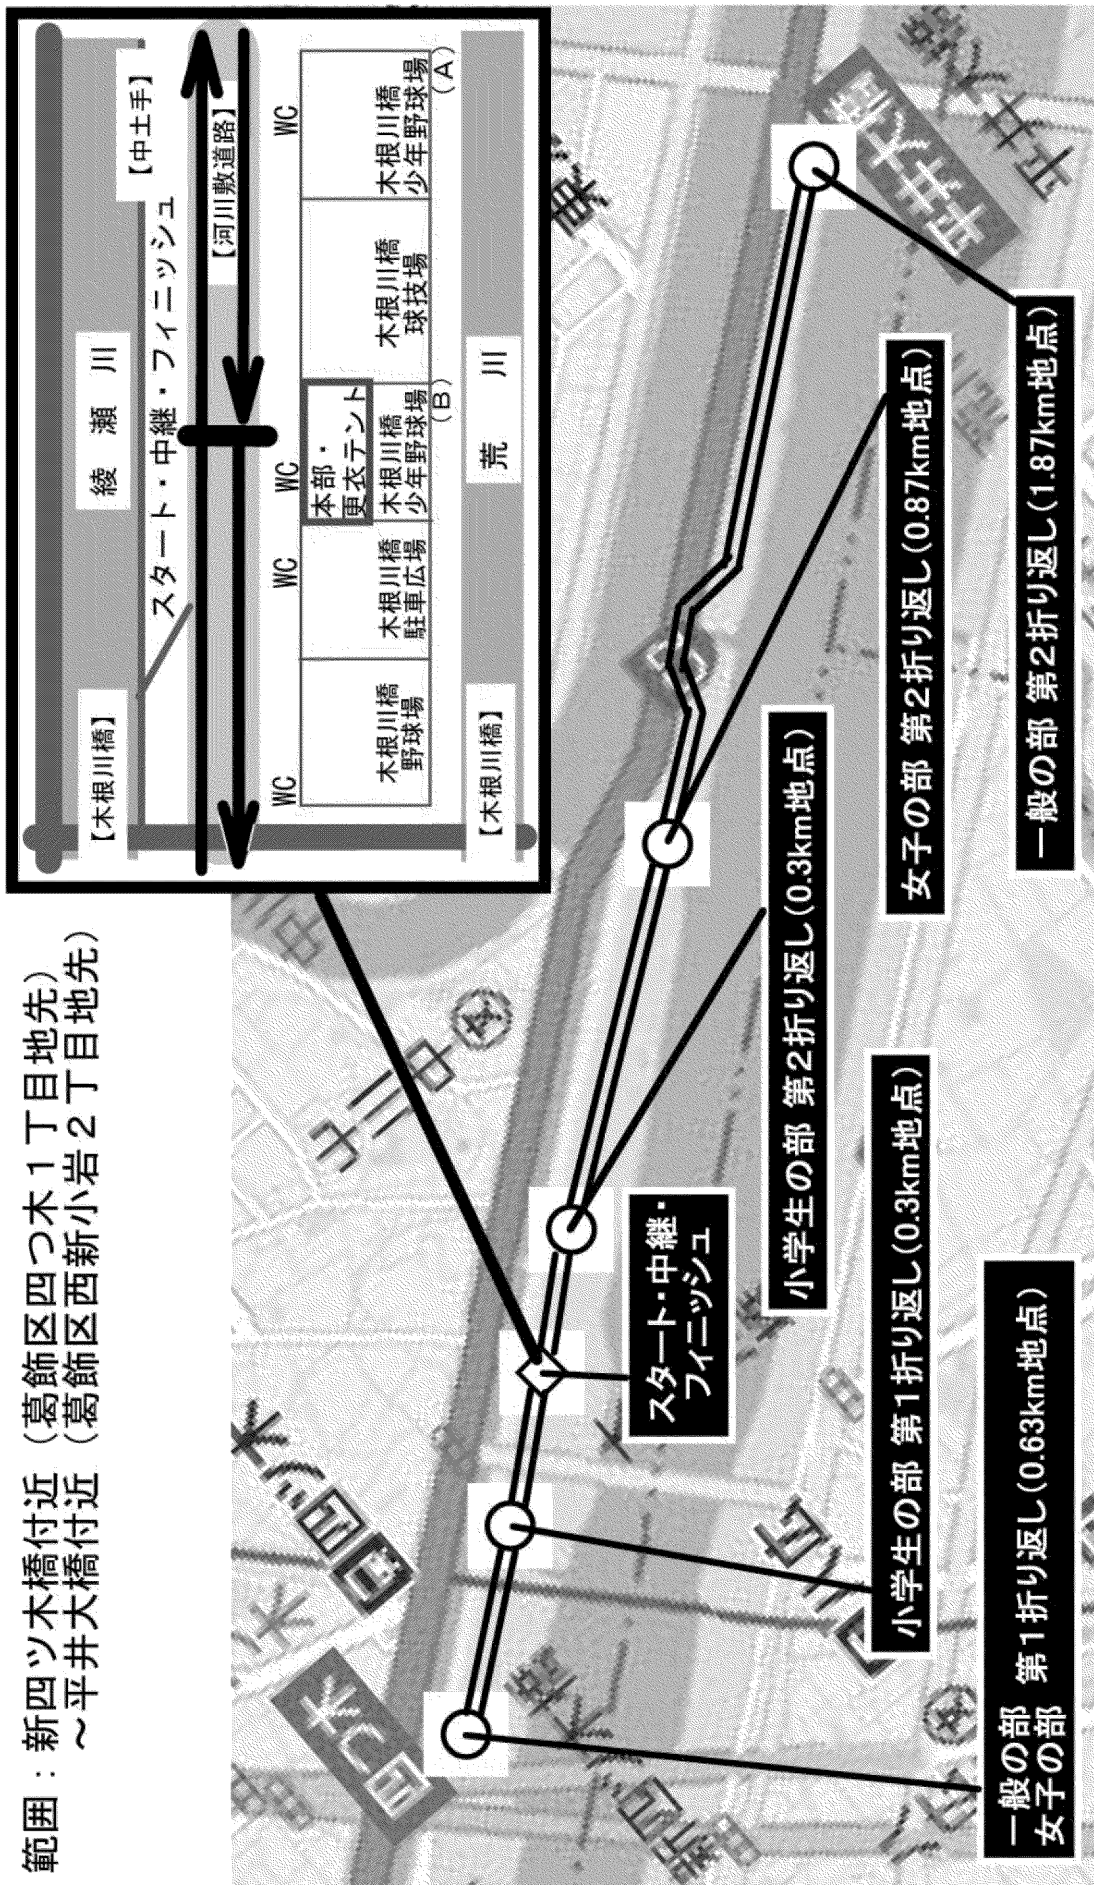 範囲：新四ツ木橋付近（葛飾区四つ木１丁目地先）
～平井大橋付近（葛飾区西新小岩２丁目地先）
【木根川橋】
綾瀬川
【中土手】
スタート・中継・フィニッシュ
【河川敷道路】
WC
WC
WC
WC
木根川橋
野球場
木根川橋
駐車広場
本部・
更衣テント
木根川橋
少年野球場
(B)
木根川橋
球技場
木根川橋
少年野球場
(A)
【木根川橋】
荒川
スタート・中継・
フィニッシュ
小学生の部 第2折り返し(0.3km地点)
女子の部 第2折り返し(0.87km地点)
一般の部 第2折り返し(1.87km地点)
小学生の部 第1折り返し(0.3km地点)
一般の部
女子の部
第1折り返し(0.63km地点)
平井大橋